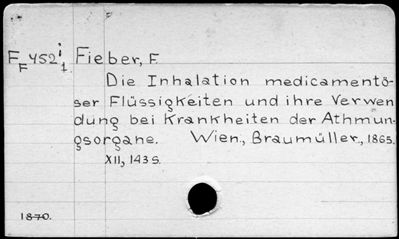 F F 452 i 1 Fieber, F.
Die Inhalation medicamentö-
ser Flüssigkeiten und ihre Verwen
dung bei Krankheiten der Athmun-
gsorgane. Wien., Braumüller., 1865.
XII, 143 S.
1870.